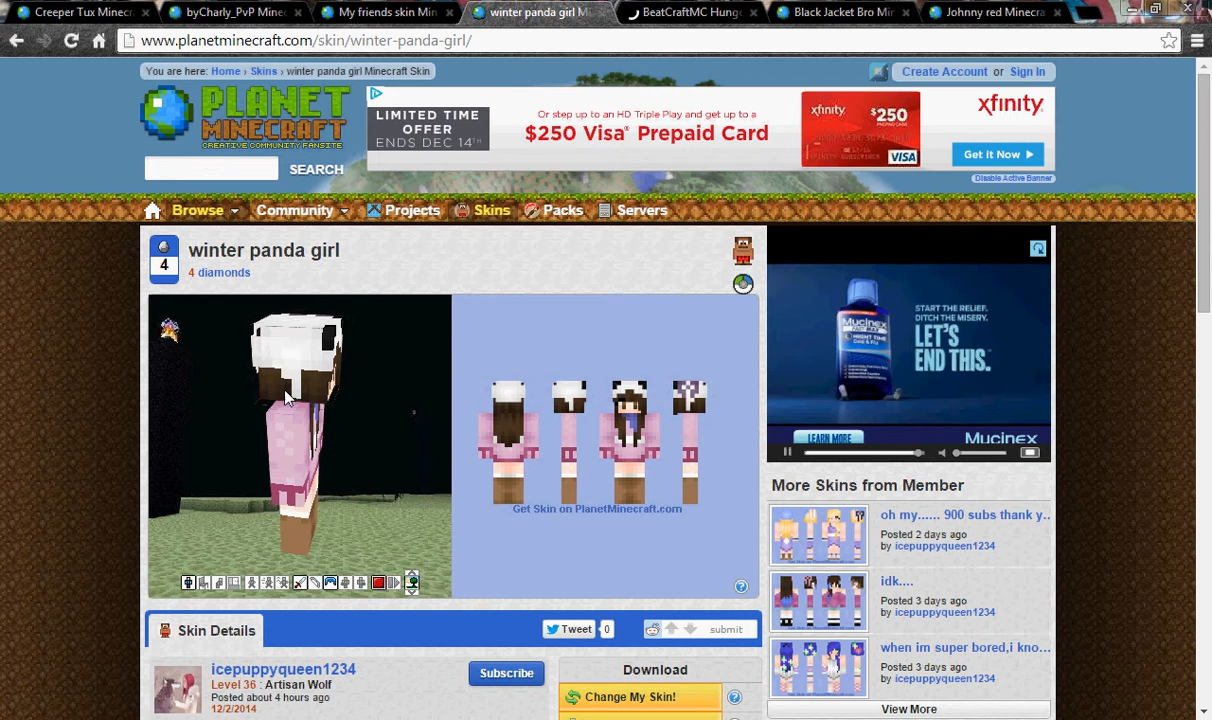 Creeper Tux Minecr
byCharly_PvP Mine
My friends skin Min
winter panda girl Mi
BeatCraftMC Hung
Black Jacket Bro Mi
Johnny red Minecra
www.planetminecraft.com/skin/winter-panda-girl/
You are here: Home › Skins › winter panda girl Minecraft Skin
Create Account or Sign In
PLANET
MINECRAFT
CREATIVE COMMUNITY FANSITE
SEARCH
LIMITED TIME
OFFER
ENDS DEC 14TH
Or step up to an HD Triple Play and get up to a
$250 Visa® Prepaid Card
xfinity
$250
VISA
xfinity
Get it Now
Disable Active Banner
Browse
Community
Projects
Skins
Packs
Servers
4
winter panda girl
4 diamonds
Get Skin on PlanetMinecraft.com
START THE RELIEF.
DITCH THE MISERY.
LET'S
END THIS.
Mucinex
NIGHT TIME
LEARN MORE
Mucinex
More Skins from Member
oh my...... 900 subs thank y..
Posted 2 days ago
by icepuppyqueen1234
idk....
Posted 3 days ago
by icepuppyqueen1234
when im super bored,i kno...
Posted 3 days ago
by icepuppyqueen1234
View More
Skin Details
Tweet
0
submit
icepuppyqueen1234
Level 36 : Artisan Wolf
Posted about 4 hours ago
12/2/2014
Subscribe
Download
Change My Skin!